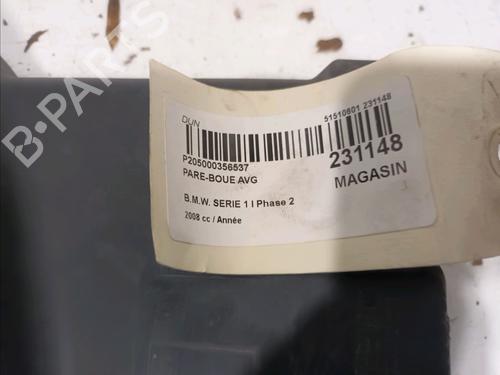 B-PARTS
DUN
51510601 231148
P205000356537
231148
PARE-BOUE AVG
MAGASIN
B.M.W. SERIE 1 I Phase 2
2008 cc / Année